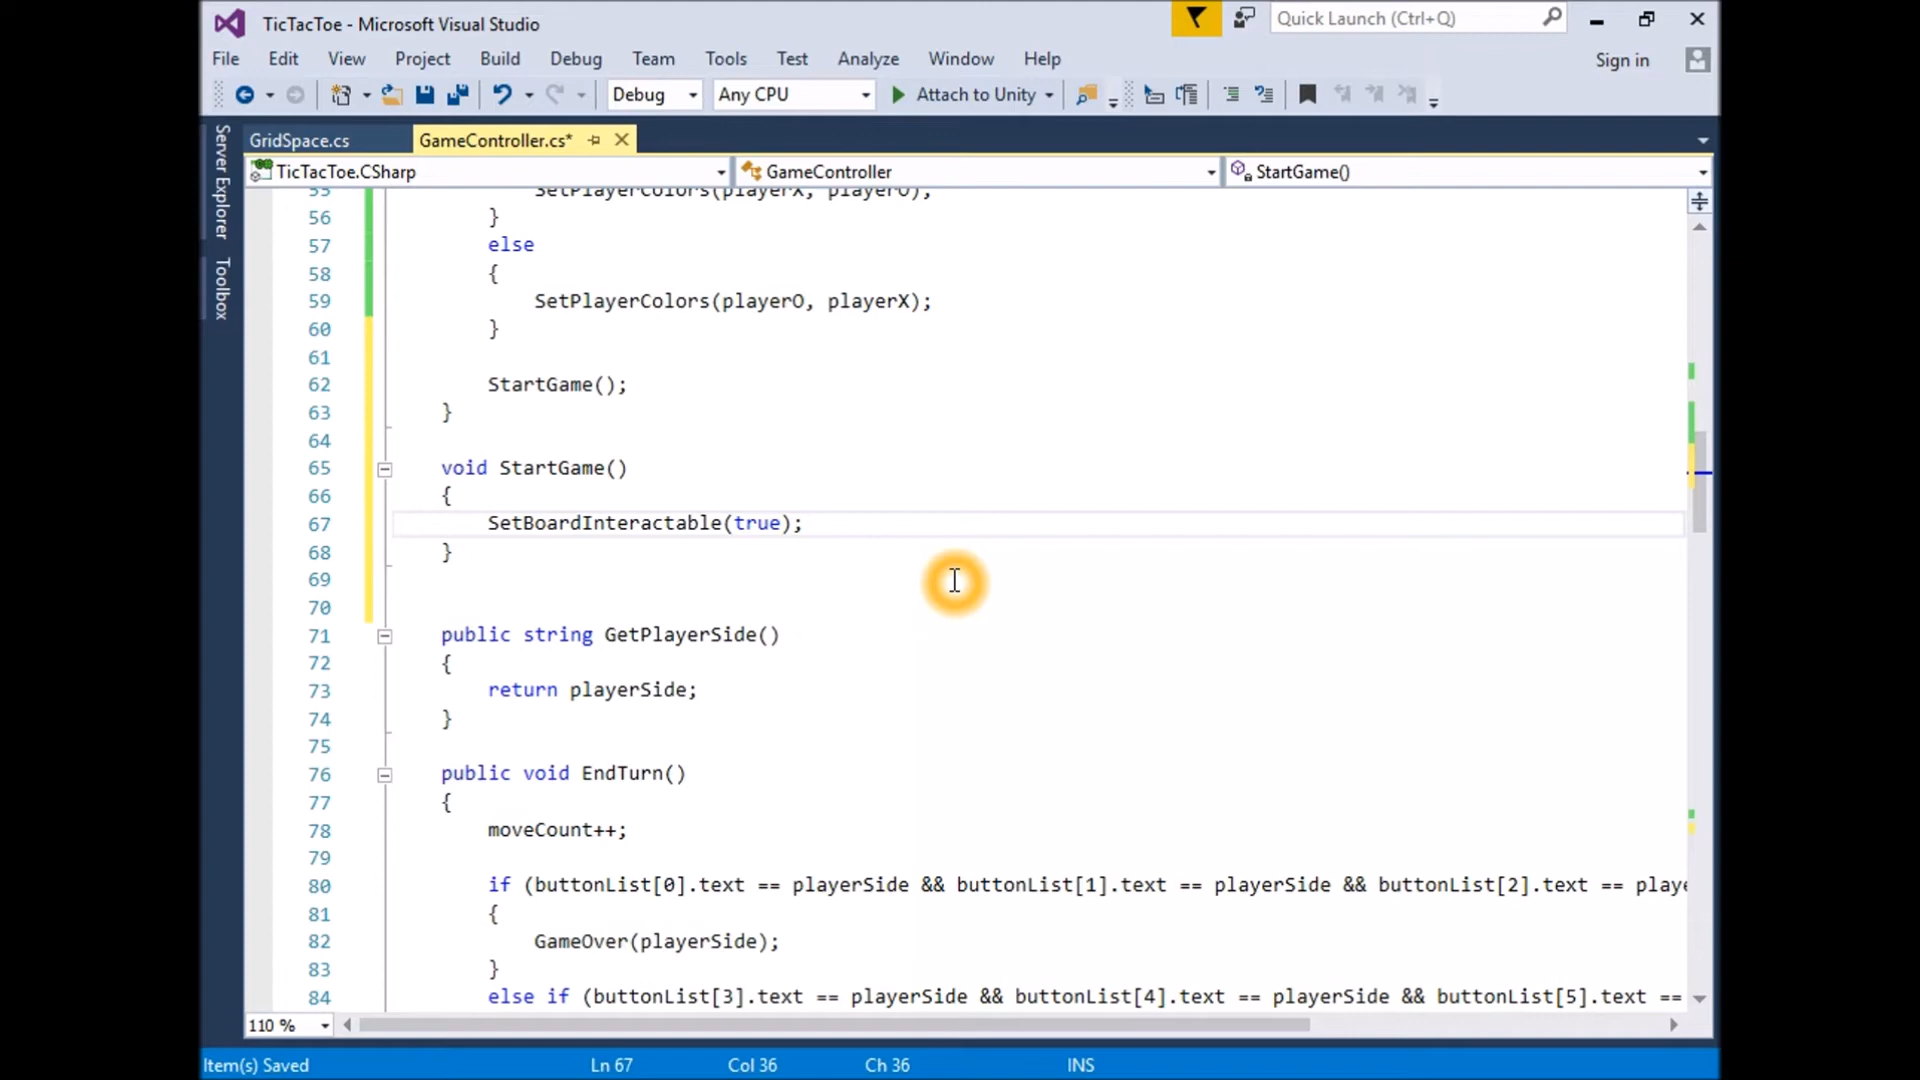 TicTacToe - Microsoft Visual Studio
Quick Launch (Ctrl+Q)
File Edit View Project Build Debug Team Tools Test Analyze Window Help
Sign in
Debug Any CPU Attach to Unity
Server Explorer
Toolbox
GridSpace.cs GameController.cs*
TicTacToe.CSharp GameController StartGame()
55 SetPlayerColors(playerX, playerO);
56 }
57 else
58 {
59 SetPlayerColors(playerO, playerX);
60 }
61
62 StartGame();
63 }
64
65 void StartGame()
66 {
67 SetBoardInteractable(true);
68 }
69
70
71 public string GetPlayerSide()
72 {
73 return playerSide;
74 }
75
76 public void EndTurn()
77 {
78 moveCount++;
79
80 if (buttonList[0].text == playerSide && buttonList[1].text == playerSide && buttonList[2].text == playe
81 {
82 GameOver(playerSide);
83 }
84 else if (buttonList[3].text == playerSide && buttonList[4].text == playerSide && buttonList[5].text ==
110 %
Item(s) Saved Ln 67 Col 36 Ch 36 INS